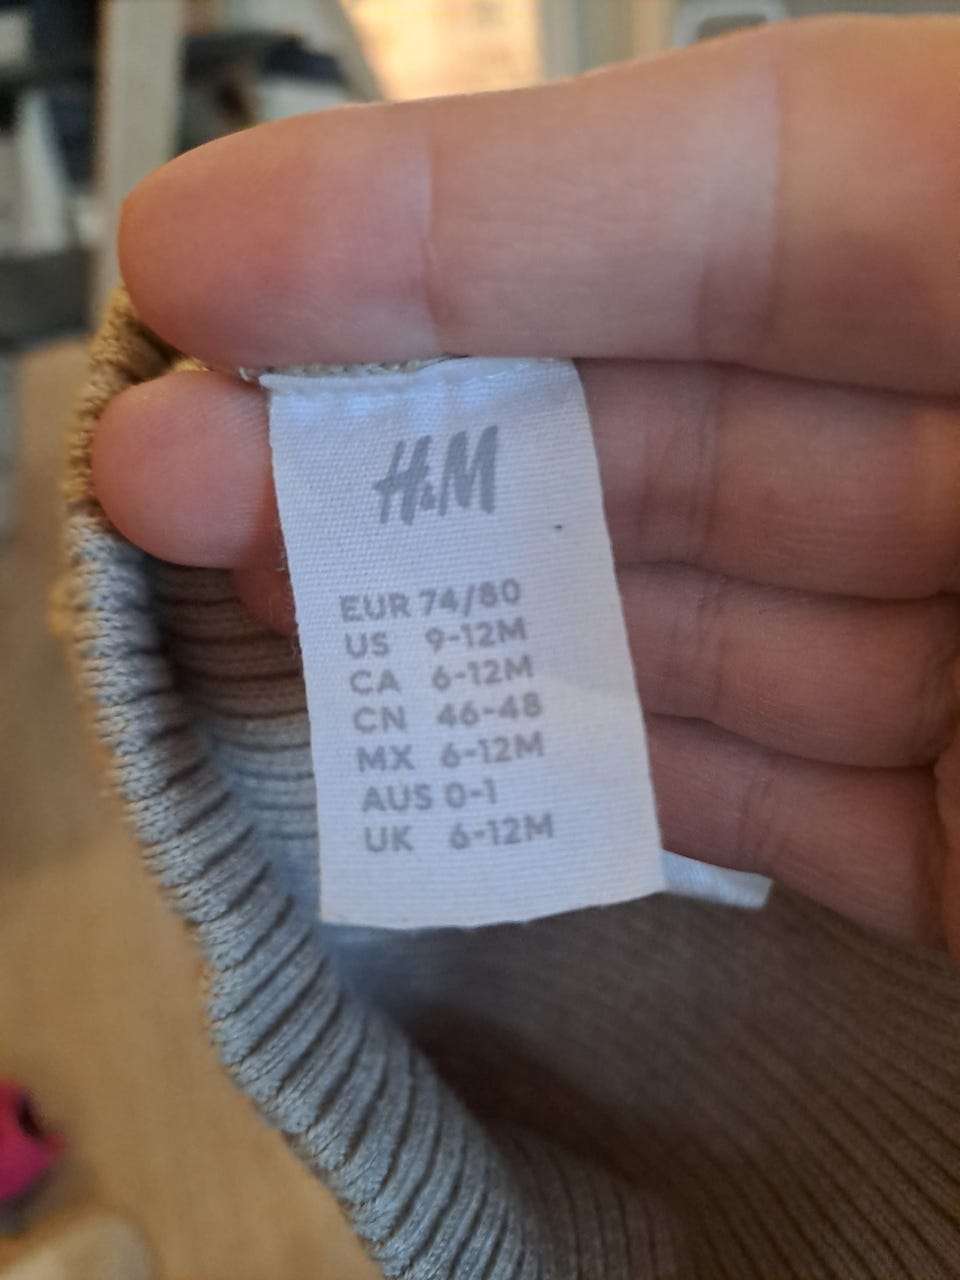 H&M
EUR 74/80
US 9-12M
CA 6-12M
CN 46-48
MX 6-12M
AUS 0-1
UK 6-12M